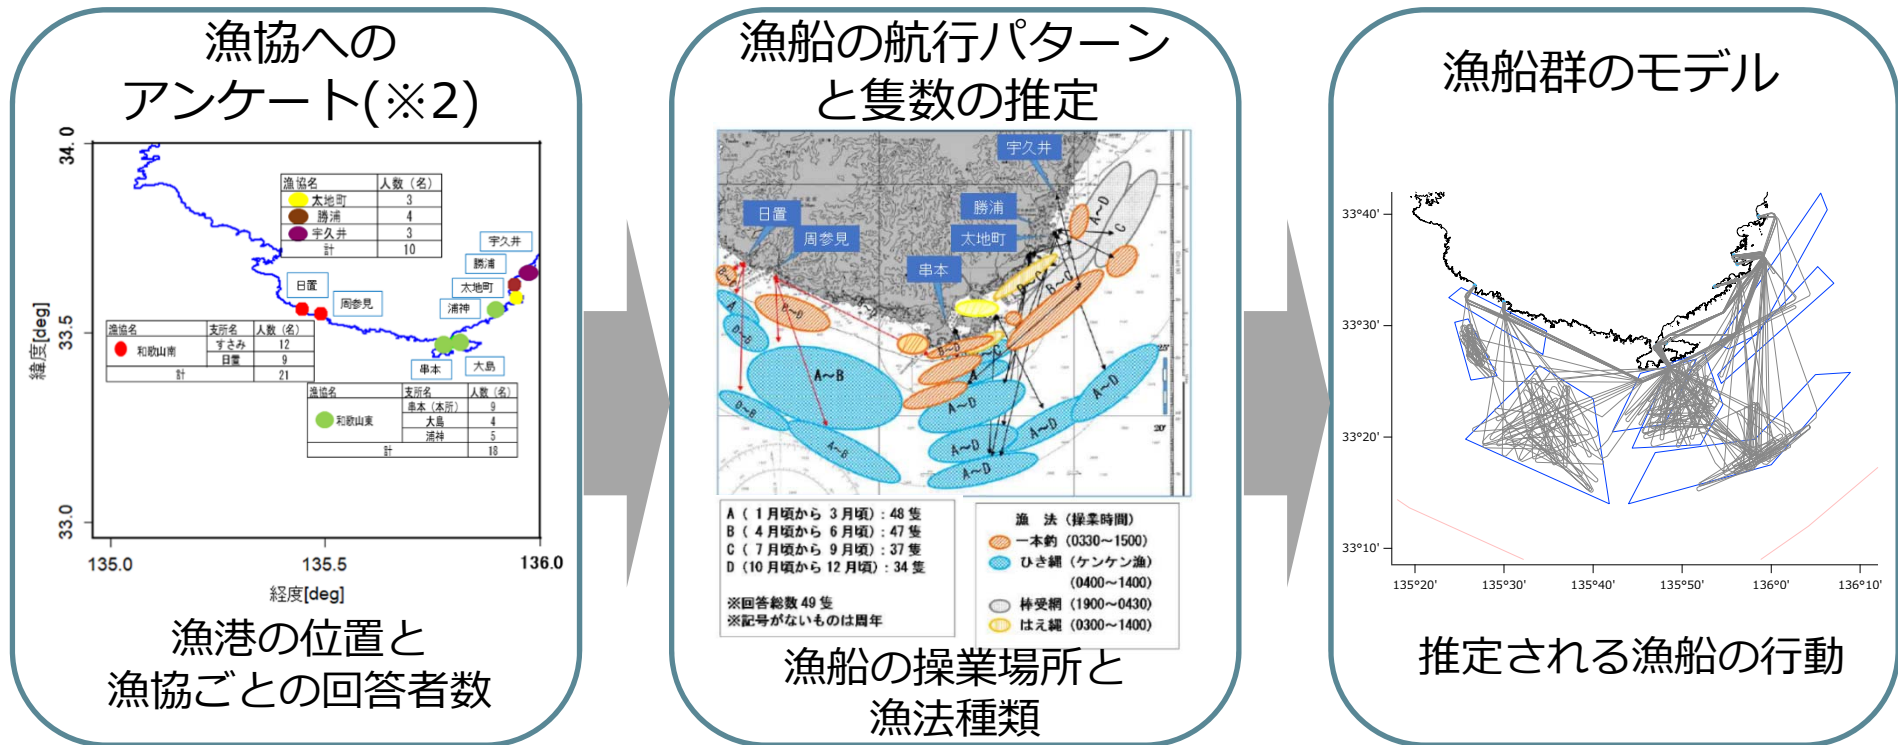 漁協への
アンケート(※2)
34.0
33.5
33.0
緯度[deg]
135.0
135.5
136.0
経度[deg]
漁協名 人数（名）
太地町 3
勝浦 4
宇久井 3
計 10
宇久井
勝浦
太地町
浦神
日置
周参見
串本
大島
漁協名 支所名 人数（名）
和歌山南 すさみ 12
日置 9
計 21
漁協名 支所名 人数（名）
和歌山東 串本（本所） 9
大島 4
浦神 5
計 18
漁港の位置と
漁協ごとの回答者数
漁船の航行パターン
と隻数の推定
宇久井
日置
勝浦
周参見
太地町
串本
A～D
C
B～C
B～D
A～B
D～B
A～B
A～D
A～D
A～D
A～D
A～D
A（ 1月頃から 3月頃）：48隻
B（ 4月頃から 6月頃）：47隻
C（ 7月頃から 9月頃）：37隻
D（10月頃から 12月頃）：34隻
※回答総数 49 隻
※記号がないものは周年
漁 法（操業時間）
一本釣（0330～1500）
ひき縄（ケンケン漁）
（0400～1400）
棒受網（1900～0430）
はえ縄（0300～1400）
漁船の操業場所と
漁法種類
漁船群のモデル
33°40'
33°30'
33°20'
33°10'
135°20'
135°30'
135°40'
135°50'
136°0'
136°10'
推定される漁船の行動